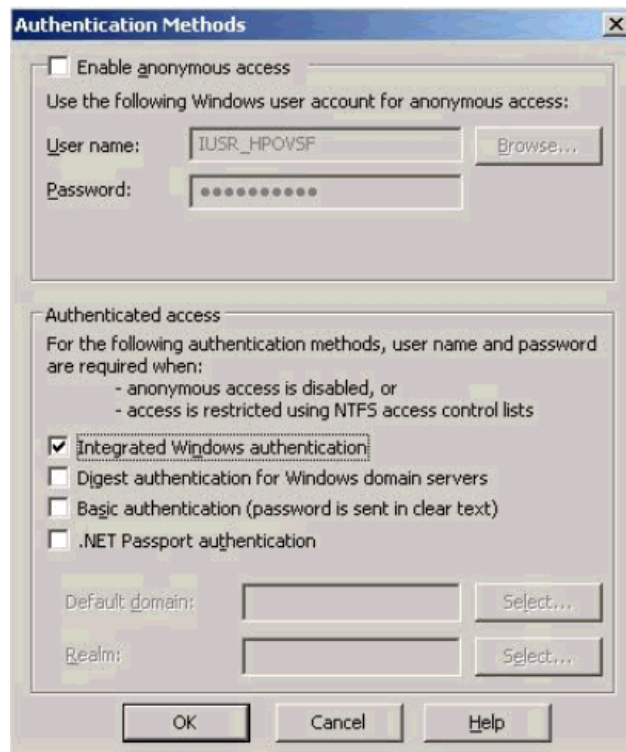 Authentication Methods
Enable anonymous access
Use the following Windows user account for anonymous access:
User name: IUSR_HPOVSF Browse...
Password: ●●●●●●●●●●
Authenticated access
For the following authentication methods, user name and password
are required when:
- anonymous access is disabled, or
- access is restricted using NTFS access control lists
Integrated Windows authentication
Digest authentication for Windows domain servers
Basic authentication (password is sent in clear text)
.NET Passport authentication
Default domain: Select...
Realm: Select...
OK Cancel Help